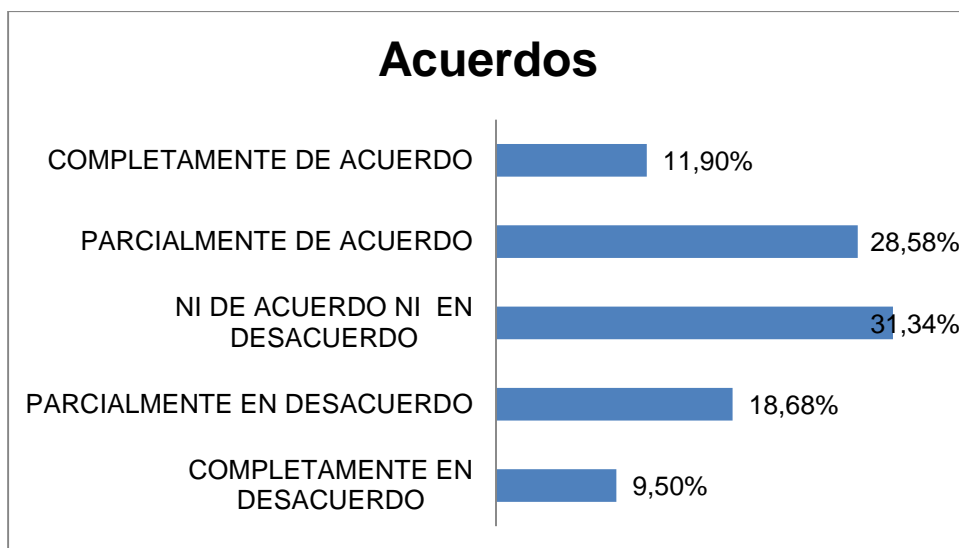 Acuerdos
COMPLETAMENTE DE ACUERDO
11,90%
PARCIALMENTE DE ACUERDO
28,58%
NI DE ACUERDO NI  EN
DESACUERDO
31,34%
PARCIALMENTE EN DESACUERDO
18,68%
COMPLETAMENTE EN
DESACUERDO
9,50%